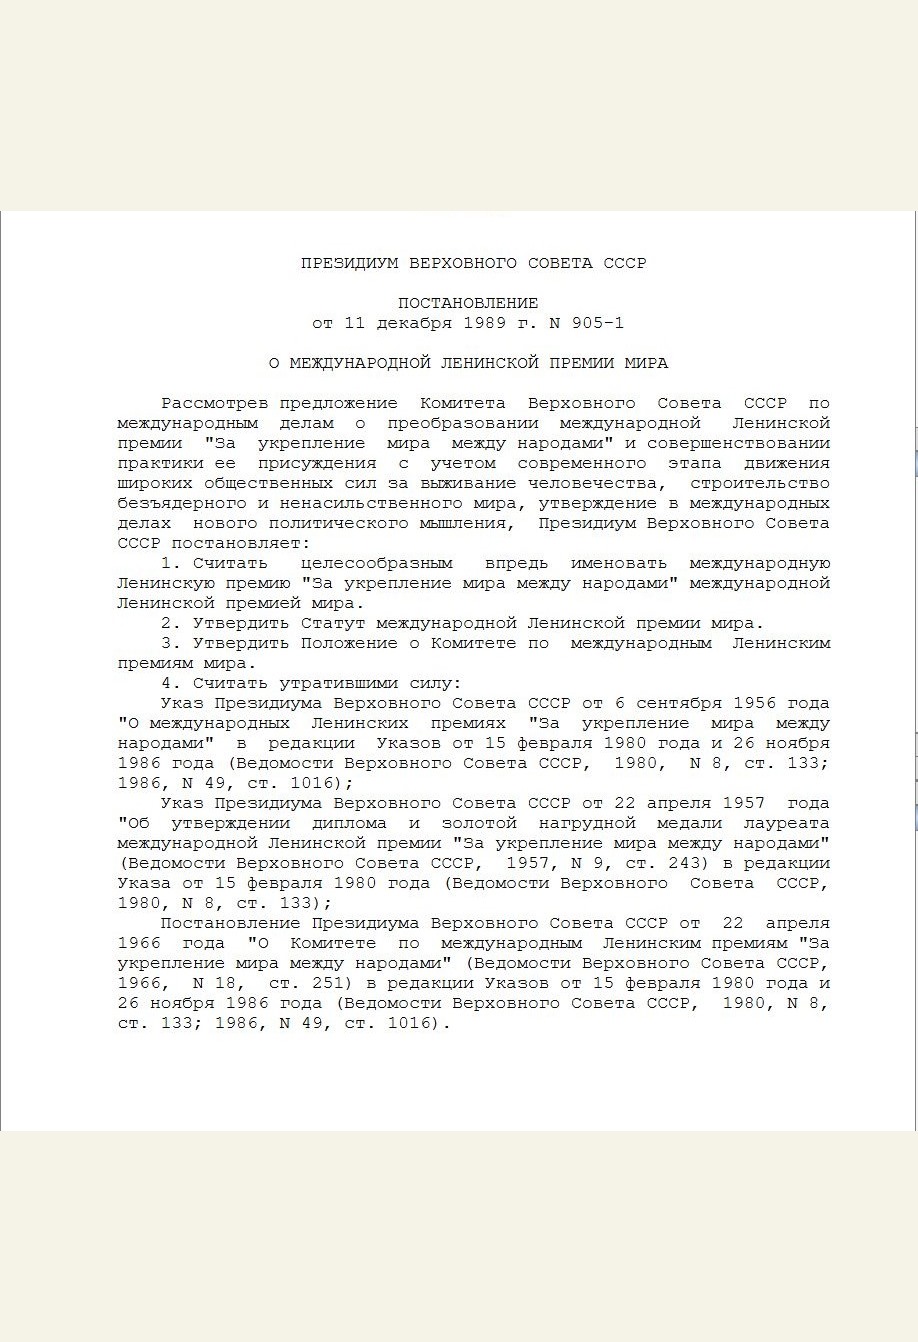 ПРЕЗИДИУМ ВЕРХОВНОГО СОВЕТА СССР
ПОСТАНОВЛЕНИЕ
от 11 декабря 1989 г. N 905-1
О МЕЖДУНАРОДНОЙ ЛЕНИНСКОЙ ПРЕМИИ МИРА
Рассмотрев предложение Комитета Верховного Совета СССР по
международным делам о преобразовании международной Ленинской
премии "За укрепление мира между народами" и совершенствовании
практики ее присуждения с учетом современного этапа движения
широких общественных сил за выживание человечества, строительство
безъядерного и ненасильственного мира, утверждение в международных
делах нового политического мышления, Президиум Верховного Совета
СССР постановляет:
1. Считать целесообразным впредь именовать международную
Ленинскую премию "За укрепление мира между народами" международной
Ленинской премией мира.
2. Утвердить Статут международной Ленинской премии мира.
3. Утвердить Положение о Комитете по международным Ленинским
премиям мира.
4. Считать утратившими силу:
Указ Президиума Верховного Совета СССР от 6 сентября 1956 года
"О международных Ленинских премиях "За укрепление мира между
народами" в редакции Указов от 15 февраля 1980 года и 26 ноября
1986 года (Ведомости Верховного Совета СССР, 1980, N 8, ст. 133;
1986, N 49, ст. 1016);
Указ Президиума Верховного Совета СССР от 22 апреля 1957 года
"Об утверждении диплома и золотой нагрудной медали лауреата
международной Ленинской премии "За укрепление мира между народами"
(Ведомости Верховного Совета СССР, 1957, N 9, ст. 243) в редакции
Указа от 15 февраля 1980 года (Ведомости Верховного Совета СССР,
1980, N 8, ст. 133);
Постановление Президиума Верховного Совета СССР от 22 апреля
1966 года "О Комитете по международным Ленинским премиям "За
укрепление мира между народами" (Ведомости Верховного Совета СССР,
1966, N 18, ст. 251) в редакции Указов от 15 февраля 1980 года и
26 ноября 1986 года (Ведомости Верховного Совета СССР, 1980, N 8,
ст. 133; 1986, N 49, ст. 1016).